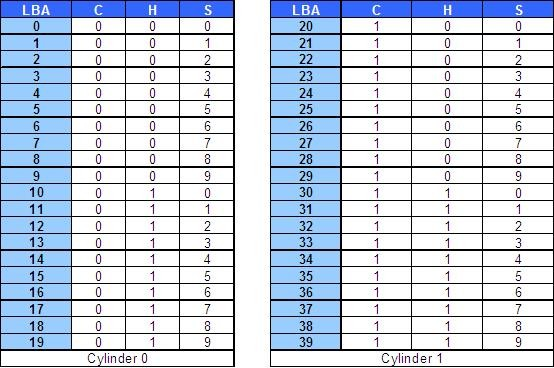 LBA C H S
0 0 0 0
1 0 0 1
2 0 0 2
3 0 0 3
4 0 0 4
5 0 0 5
6 0 0 6
7 0 0 7
8 0 0 8
9 0 0 9
10 0 1 0
11 0 1 1
12 0 1 2
13 0 1 3
14 0 1 4
15 0 1 5
16 0 1 6
17 0 1 7
18 0 1 8
19 0 1 9
Cylinder 0
LBA C H S
20 1 0 0
21 1 0 1
22 1 0 2
23 1 0 3
24 1 0 4
25 1 0 5
26 1 0 6
27 1 0 7
28 1 0 8
29 1 0 9
30 1 1 0
31 1 1 1
32 1 1 2
33 1 1 3
34 1 1 4
35 1 1 5
36 1 1 6
37 1 1 7
38 1 1 8
39 1 1 9
Cylinder 1